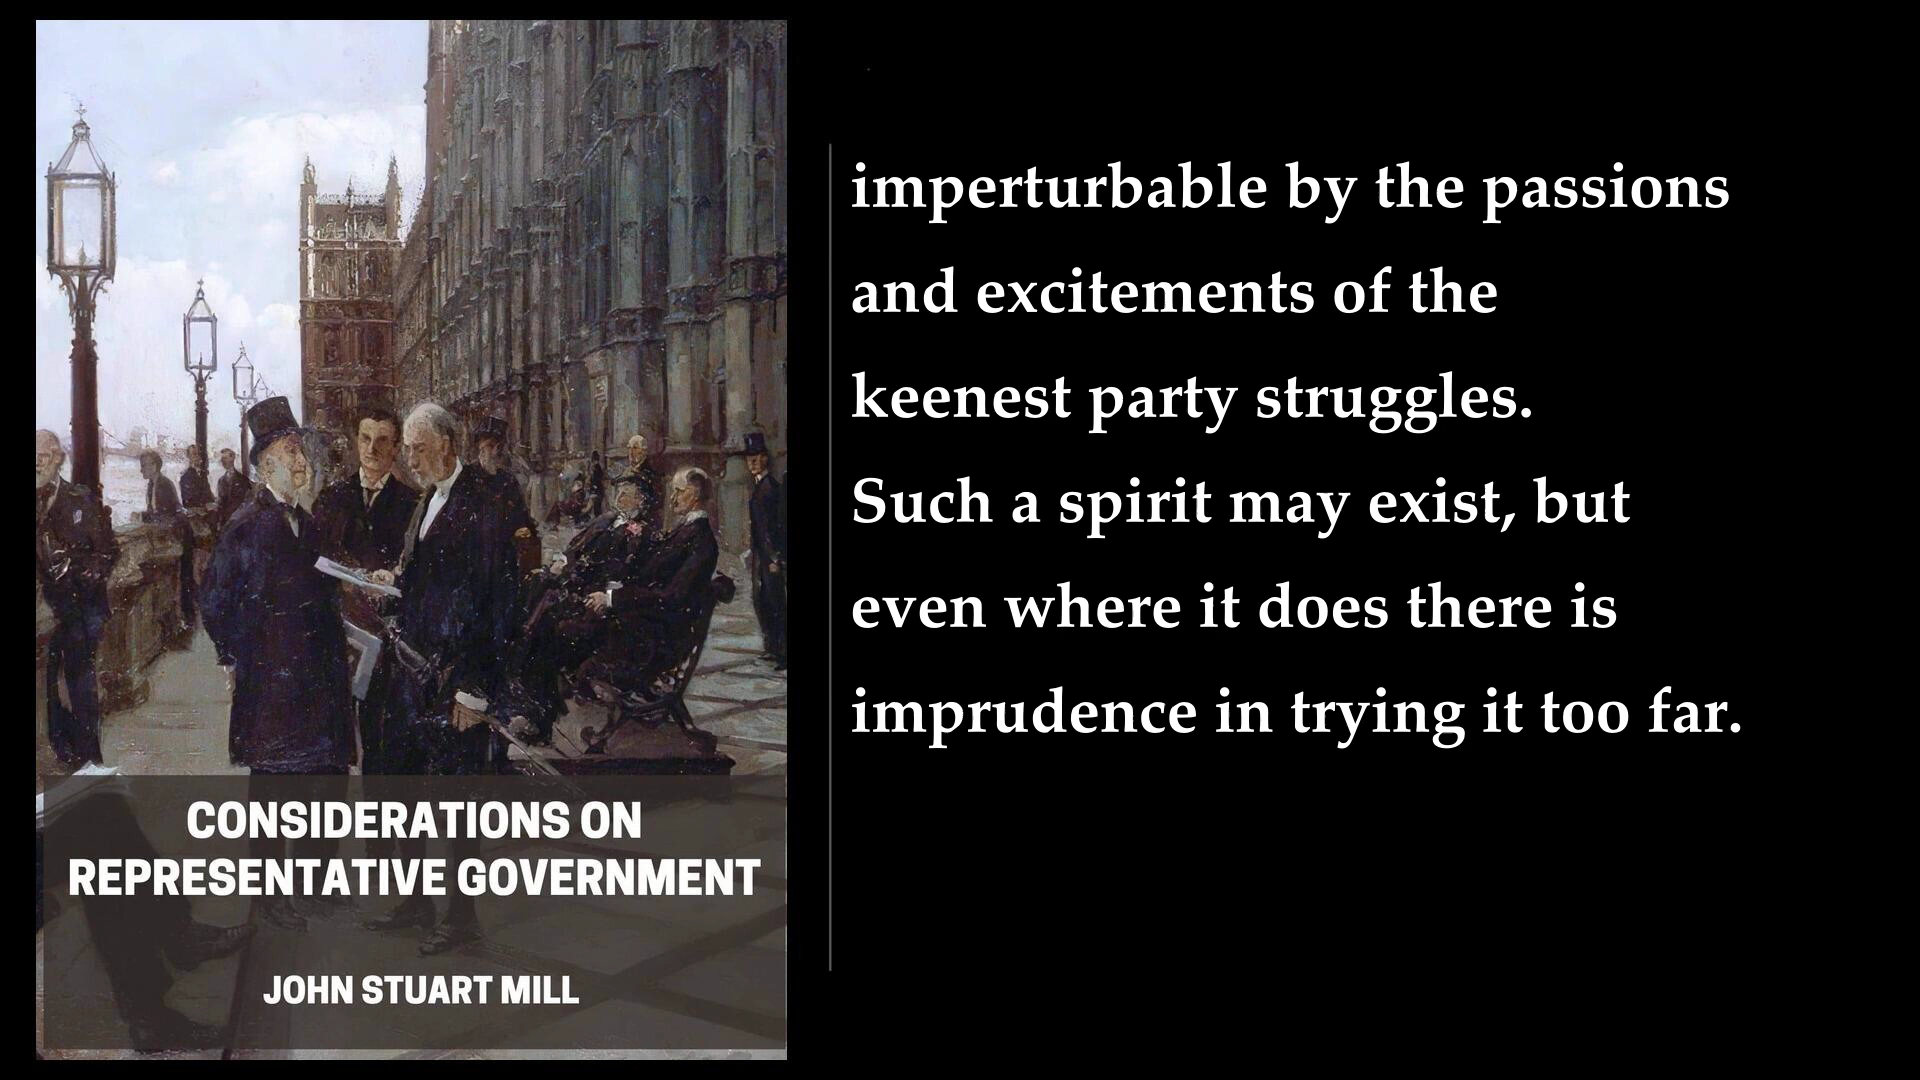 imperturbable by the passions
and excitements of the
keenest party struggles.
Such a spirit may exist, but
even where it does there is
imprudence in trying it too far.
CONSIDERATIONS ON
REPRESENTATIVE GOVERNMENT
JOHN STUART MILL